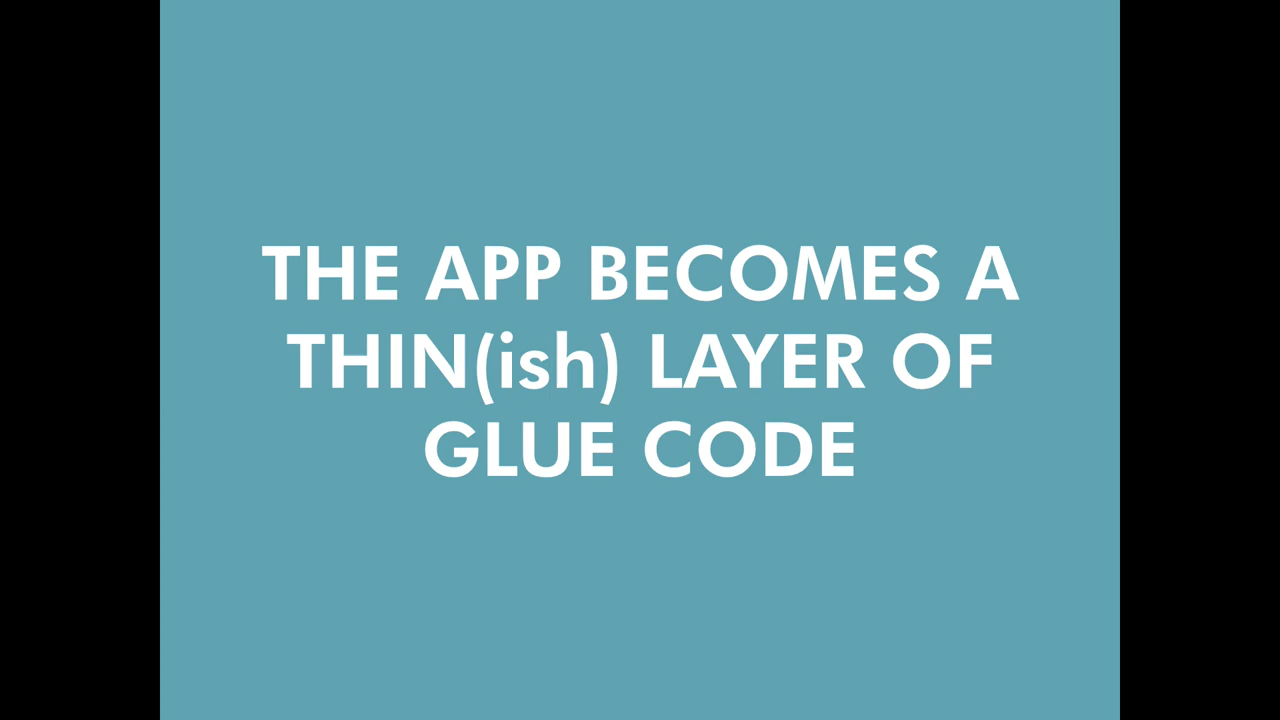 THE APP BECOMES A
THIN(ish) LAYER OF
GLUE CODE